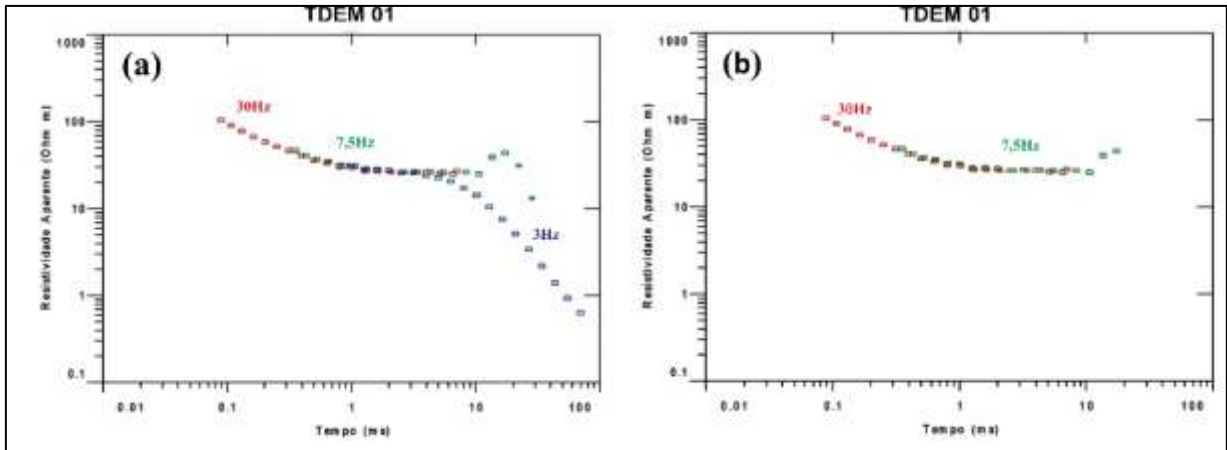 TDEM 01
(a)
1000
100
10
1
0.1
30Hz
7,5Hz
3Hz
Resistividade Aparente (Ohm m)
0.01
0.1
1
10
100
Tempo (ms)
TDEM 01
(b)
1000
100
10
1
0.1
30Hz
7,5Hz
Resistividade Aparente (Ohm m)
0.01
0.1
1
10
100
Tempo (ms)